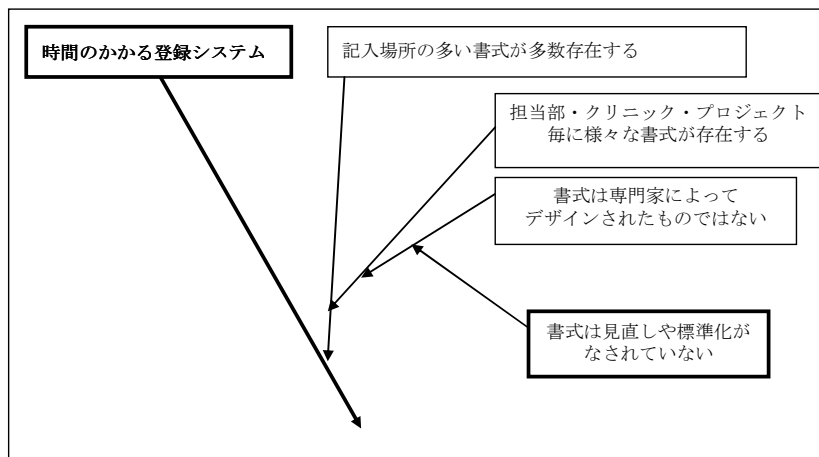 時間のかかる登録システム
記入場所の多い書式が多数存在する
担当部・クリニック・プロジェクト
毎に様々な書式が存在する
書式は専門家によって
デザインされたものではない
書式は見直しや標準化が
なされていない